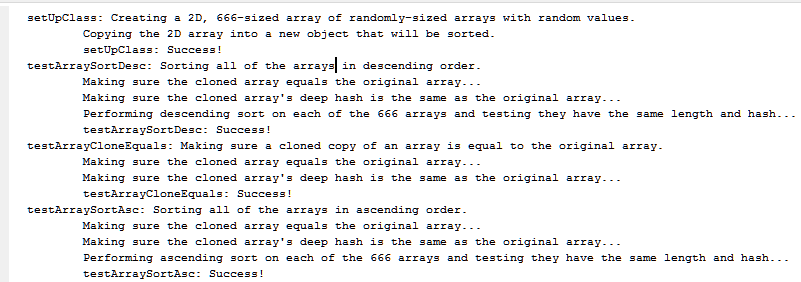 setUpClass: Creating a 2D, 666-sized array of randomly-sized arrays with random values.
Copying the 2D array into a new object that will be sorted.
setUpClass: Success!
testArraySortDesc: Sorting all of the arrays in descending order.
Making sure the cloned array equals the original array...
Making sure the cloned array's deep hash is the same as the original array...
Performing descending sort on each of the 666 arrays and testing they have the same length and hash...
testArraySortDesc: Success!
testArrayCloneEquals: Making sure a cloned copy of an array is equal to the original array.
Making sure the cloned array equals the original array...
Making sure the cloned array's deep hash is the same as the original array...
testArrayCloneEquals: Success!
testArraySortAsc: Sorting all of the arrays in ascending order.
Making sure the cloned array equals the original array...
Making sure the cloned array's deep hash is the same as the original array...
Performing ascending sort on each of the 666 arrays and testing they have the same length and hash...
testArraySortAsc: Success!